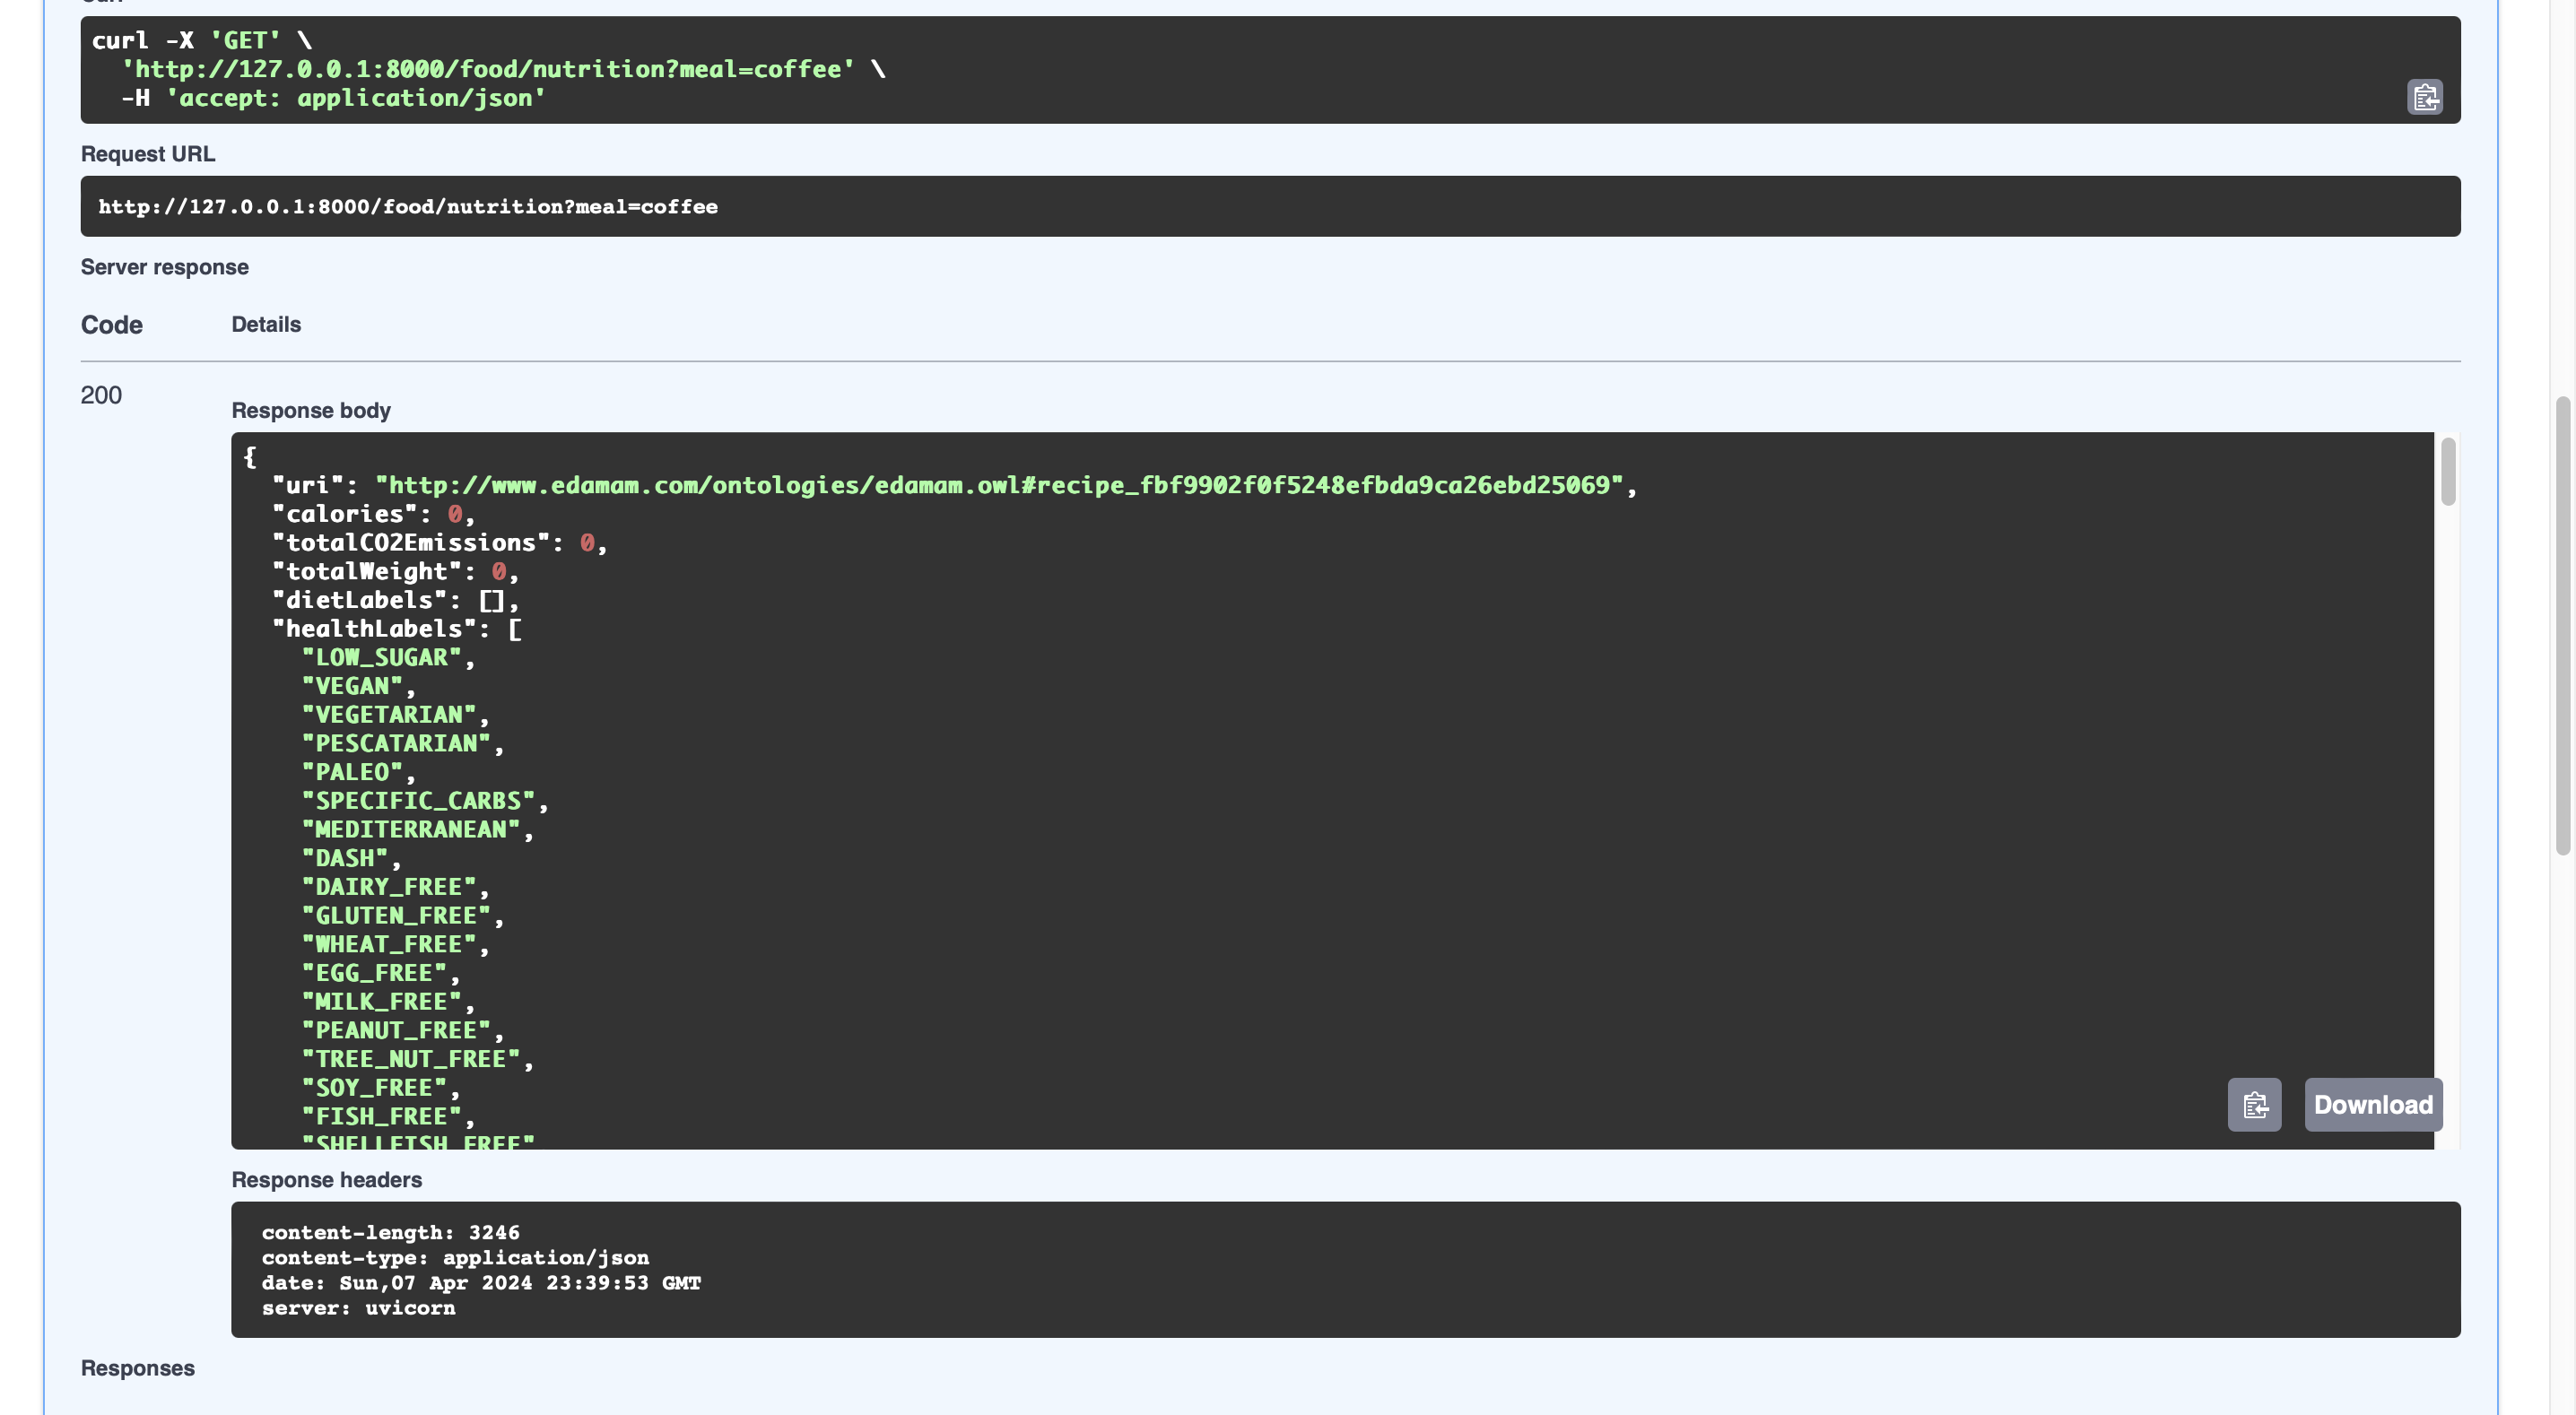 curl -X 'GET' \
'http://127.0.0.1:8000/food/nutrition?meal=coffee' \
-H 'accept: application/json'
Request URL
http://127.0.0.1:8000/food/nutrition?meal=coffee
Server response
Code Details
200
Response body
{
"uri": "http://www.edamam.com/ontologies/edamam.owl#recipe_fbf9902f0f5248efbda9ca26ebd25069",
"calories": 0,
"totalCO2Emissions": 0,
"totalWeight": 0,
"dietLabels": [],
"healthLabels": [
"LOW_SUGAR",
"VEGAN",
"VEGETARIAN",
"PESCATARIAN",
"PALEO",
"SPECIFIC_CARBS",
"MEDITERRANEAN",
"DASH",
"DAIRY_FREE",
"GLUTEN_FREE",
"WHEAT_FREE",
"EGG_FREE",
"MILK_FREE",
"PEANUT_FREE",
"TREE_NUT_FREE",
"SOY_FREE",
"FISH_FREE",
"SHELLFISH_FREE"
Download
Response headers
content-length: 3246
content-type: application/json
date: Sun,07 Apr 2024 23:39:53 GMT
server: uvicorn
Responses